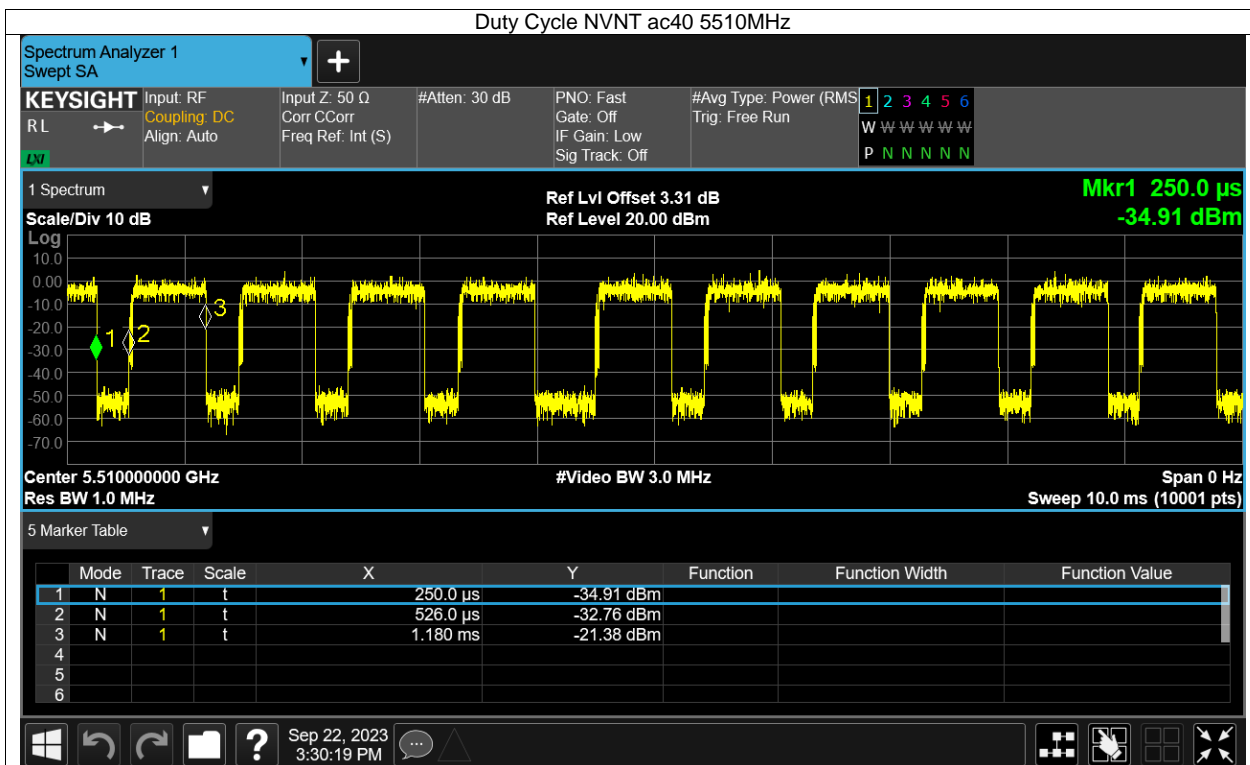 Duty Cycle NVNT ac40 5510MHz
Spectrum Analyzer 1
Swept SA
+
KEYSIGHT Input: RF Input Z: 50 Ω #Atten: 30 dB PNO: Fast #Avg Type: Power (RMS 1 2 3 4 5 6
RL Coupling: DC Corr CCorr Gate: Off Trig: Free Run W W W W W W
Align: Auto Freq Ref: Int (S) IF Gain: Low P N N N N N
LXI Sig Track: Off
1 Spectrum Ref Lvl Offset 3.31 dB Mkr1 250.0 µs
Scale/Div 10 dB Ref Level 20.00 dBm -34.91 dBm
Log
10.0
0.00
-10.0 3
-20.0 1 2
-30.0
-40.0
-50.0
-60.0
-70.0
Center 5.510000000 GHz #Video BW 3.0 MHz Span 0 Hz
Res BW 1.0 MHz Sweep 10.0 ms (10001 pts)
5 Marker Table
Mode Trace Scale X Y Function Function Width Function Value
1 N 1 t 250.0 µs -34.91 dBm
2 N 1 t 526.0 µs -32.76 dBm
3 N 1 t 1.180 ms -21.38 dBm
4
5
6
? Sep 22, 2023
3:30:19 PM